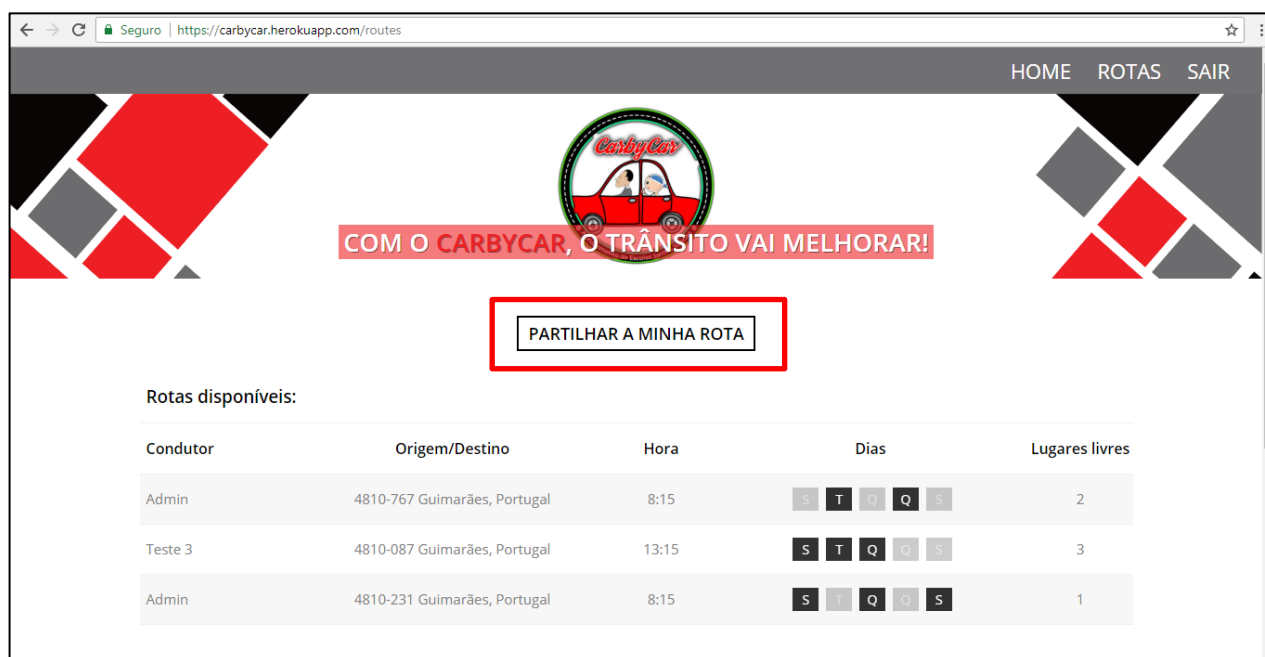 Seguro | https://carbycar.herokuapp.com/routes
HOME ROTAS SAIR
CarbyCar
COM O CARBYCAR, O TRÂNSITO VAI MELHORAR!
PARTILHAR A MINHA ROTA
Rotas disponíveis:
Condutor Origem/Destino Hora Dias Lugares livres
Admin 4810-767 Guimarães, Portugal 8:15 S T Q Q S 2
Teste 3 4810-087 Guimarães, Portugal 13:15 S T Q Q S 3
Admin 4810-231 Guimarães, Portugal 8:15 S T Q Q S 1